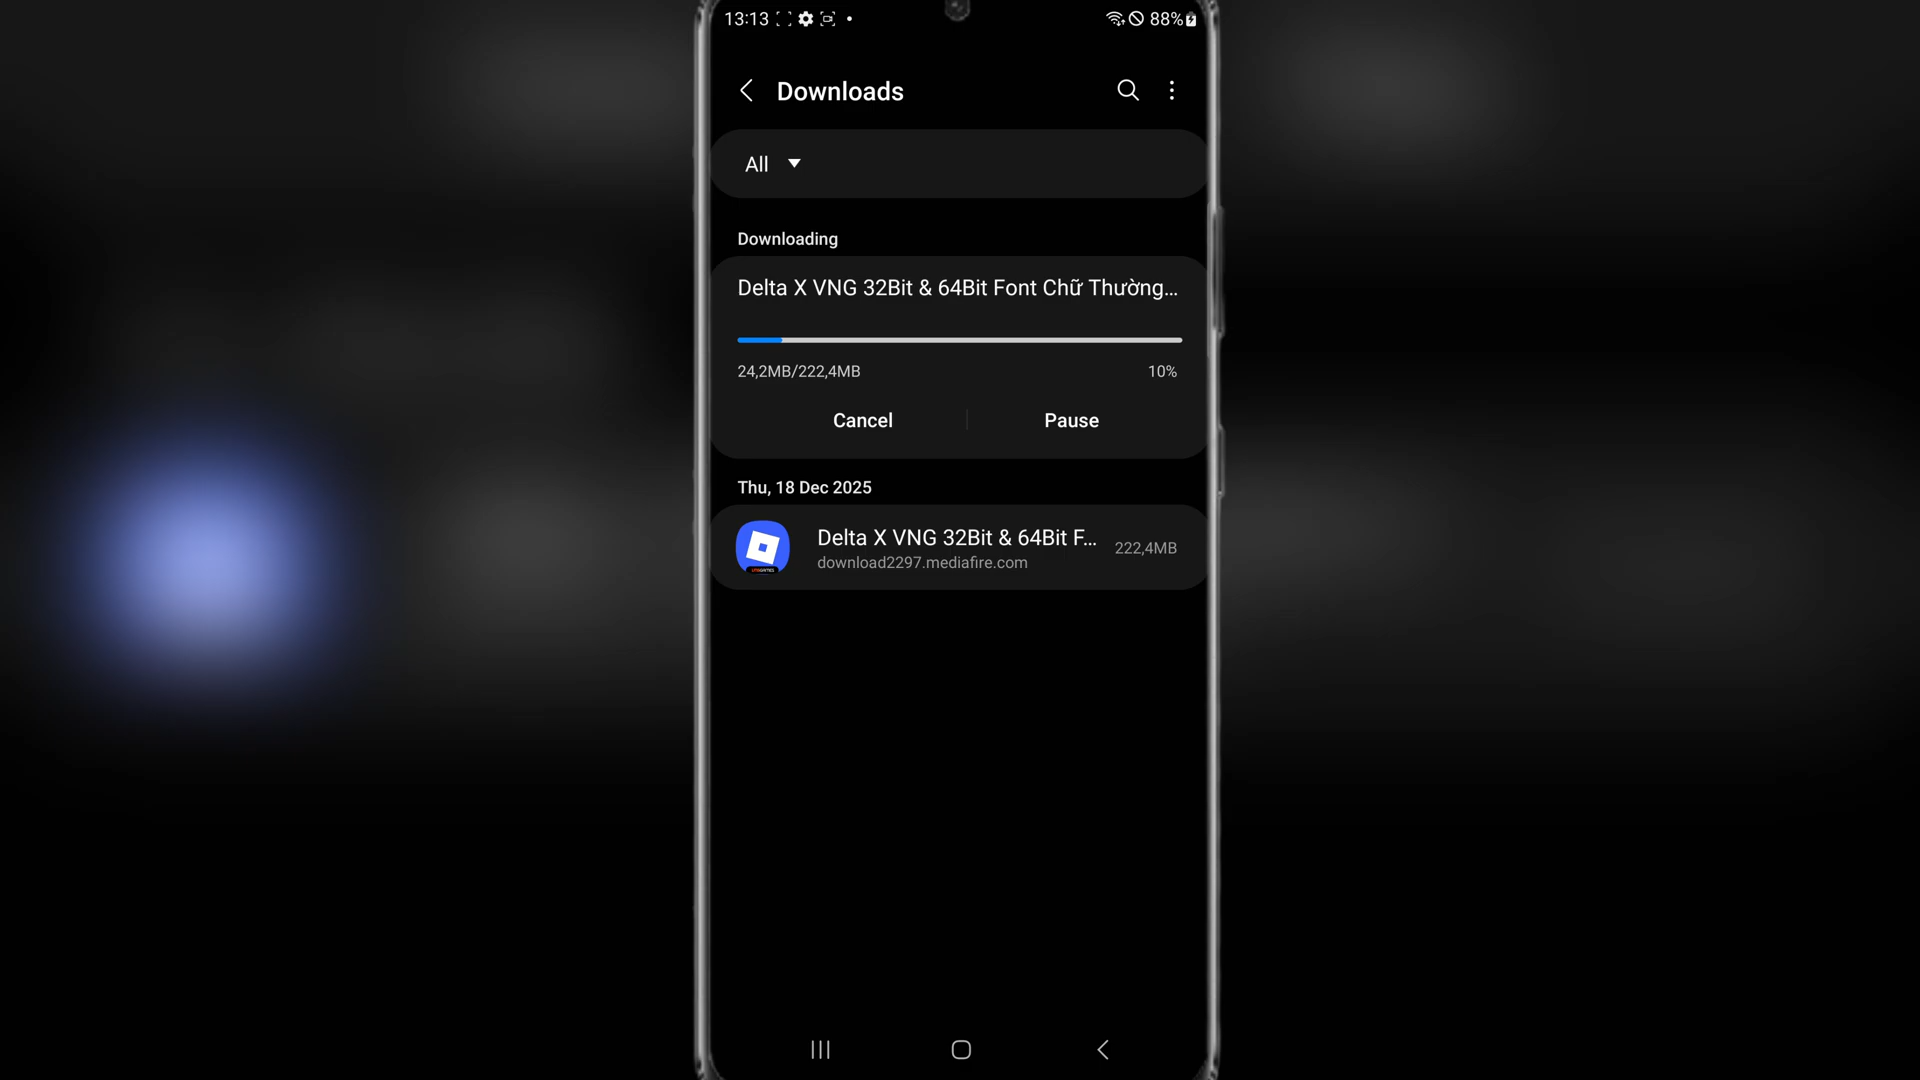 13:13
88%
Downloads
All
Downloading
Delta X VNG 32Bit & 64Bit Font Chữ Thường...
24,2MB/222,4MB
10%
Cancel
Pause
Thu, 18 Dec 2025
Delta X VNG 32Bit & 64Bit F...
222,4MB
download2297.mediafire.com